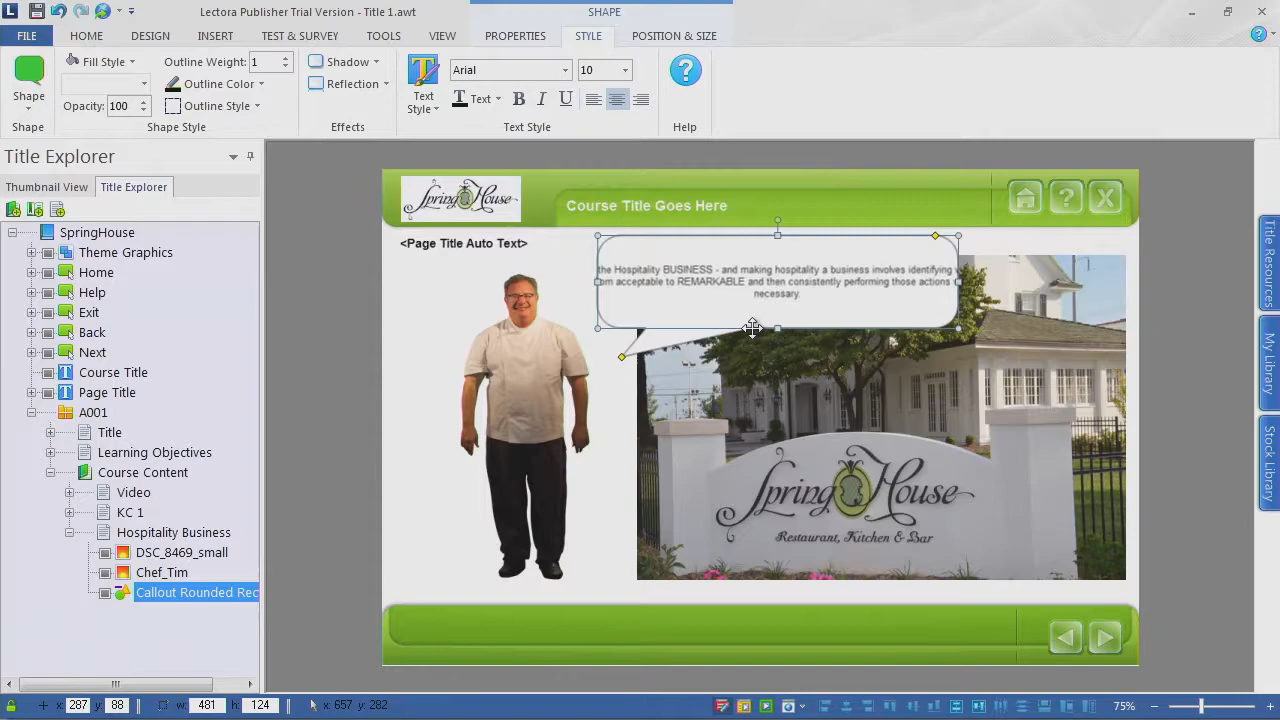 Lectora Publisher Trial Version - Title 1.awt
SHAPE
FILE
HOME
DESIGN
INSERT
TEST & SURVEY
TOOLS
VIEW
PROPERTIES
STYLE
POSITION & SIZE
Fill Style
Outline Weight: 1
Shadow
Arial
10
Shape
Outline Color
Reflection
Text Style
Text
B I U
Opacity: 100
Outline Style
Shape
Shape Style
Effects
Text Style
Help
Title Explorer
Thumbnail View
Title Explorer
SpringHouse
Theme Graphics
Home
Help
Exit
Back
Next
Course Title
Page Title
A001
Title
Learning Objectives
Course Content
Video
KC 1
Hospitality Business
DSC_8469_small
Chef_Tim
Callout Rounded Rec
Spring House
Course Title Goes Here
? X
<Page Title Auto Text>
the Hospitality BUSINESS - and making hospitality a business involves identifying
acceptable to REMARKABLE and then consistently performing those actions
necessary.
Spring House
Restaurant, Kitchen & Bar
Title Resources
My Library
Stock Library
x: 287 y: 88 w: 481 h: 124 x: 657 y: 282 75%